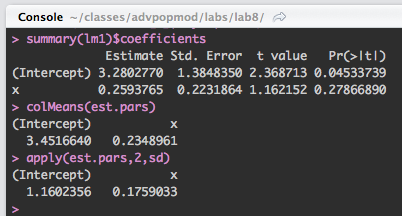 Console ~/classes/advpopmod/labs/lab8/
> summary(lm1)$coefficients
Estimate Std. Error t value Pr(>|t|)
(Intercept) 3.2802770 1.3848350 2.368713 0.04533739
x 0.2593765 0.2231864 1.162152 0.27866890
> colMeans(est.pars)
(Intercept) x
3.4516640 0.2348961
> apply(est.pars,2,sd)
(Intercept) x
1.1602356 0.1759033
>